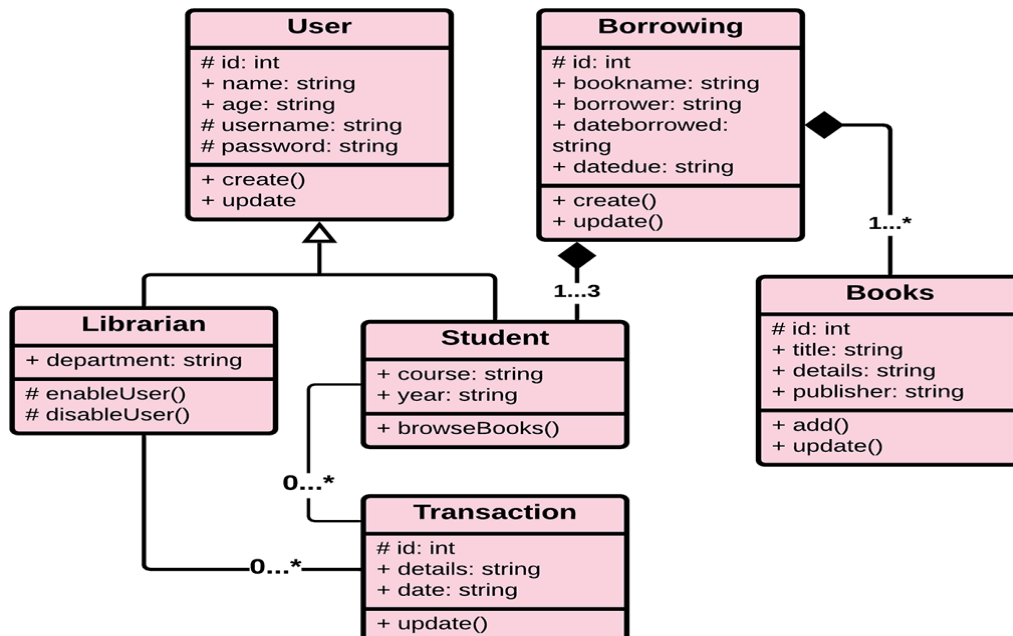 User
# id: int
+ name: string
+ age: string
# username: string
# password: string
+ create()
+ update
Borrowing
# id: int
+ bookname: string
+ borrower: string
+ dateborrowed:
string
+ datedue: string
+ create()
+ update()
1...*
1...3
Librarian
+ department: string
# enableUser()
# disableUser()
Student
+ course: string
+ year: string
+ browseBooks()
Books
# id: int
+ title: string
+ details: string
+ publisher: string
+ add()
+ update()
0...*
0...*
Transaction
# id: int
+ details: string
+ date: string
+ update()